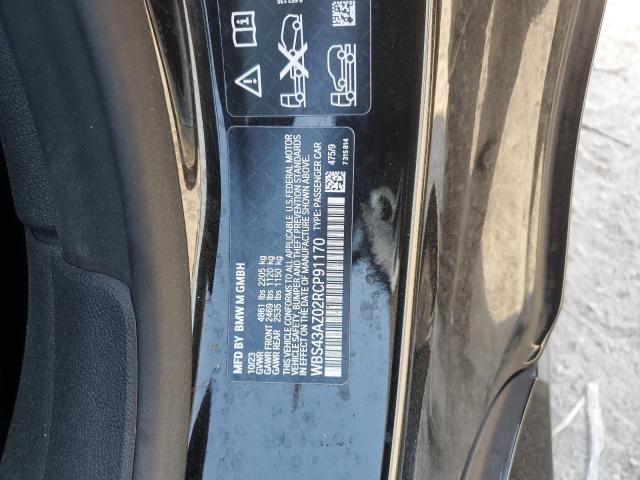 MFD BY BMW M GMBH
10/23
GVWR 4861 lbs 2205 kg
GAWR FRONT 2469 lbs 1120 kg
GAWR REAR 2535 lbs 1150 kg
THIS VEHICLE CONFORMS TO ALL APPLICABLE U.S. FEDERAL MOTOR
VEHICLE SAFETY, BUMPER AND THEFT PREVENTION STANDARDS
IN EFFECT ON THE DATE OF MANUFACTURE SHOWN ABOVE.
WBS43AZ02RCP91170 TYPE: PASSENGER CAR
475/9
7315614